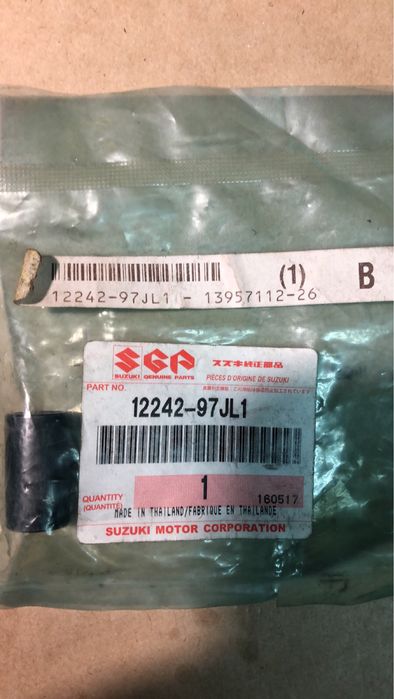 (1) B
12242-97JL1 - 13957112-26
SGP スズキ純正部品
SUZUKI GENUINE PARTS PIÈCES D'ORIGINE DE SUZUKI
PART NO.
12242-97JL1
QUANTITY 1 160517
(QUANTITÉ)
MADE IN THAILAND/FABRIQUE EN THAILANDE
SUZUKI MOTOR CORPORATION